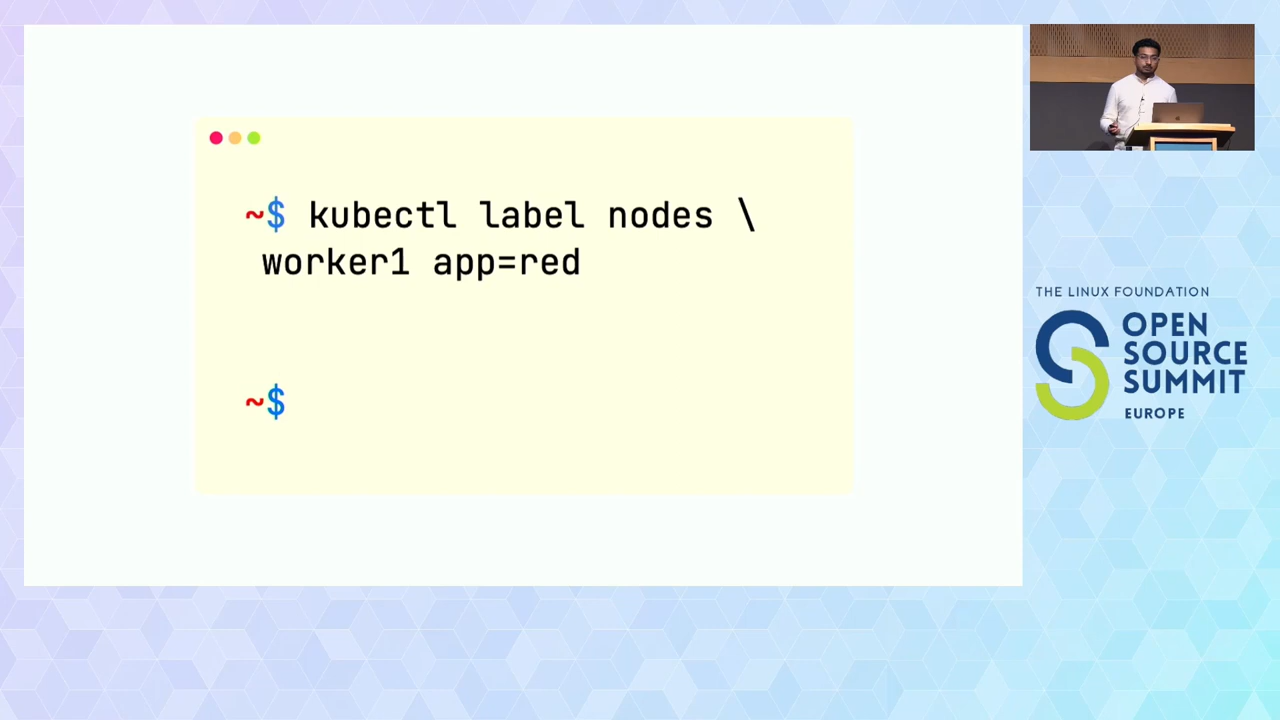 ~$ kubectl label nodes \
worker1 app=red
~$
THE LINUX FOUNDATION
OPEN
SOURCE
SUMMIT
EUROPE